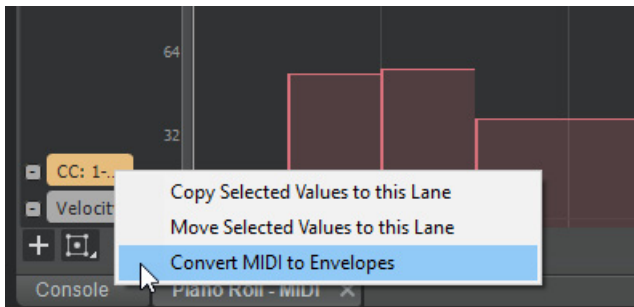 64
32
CC: 1-...
Velocit
Copy Selected Values to this Lane
Move Selected Values to this Lane
Convert MIDI to Envelopes
Console
Piano Roll - MIDI